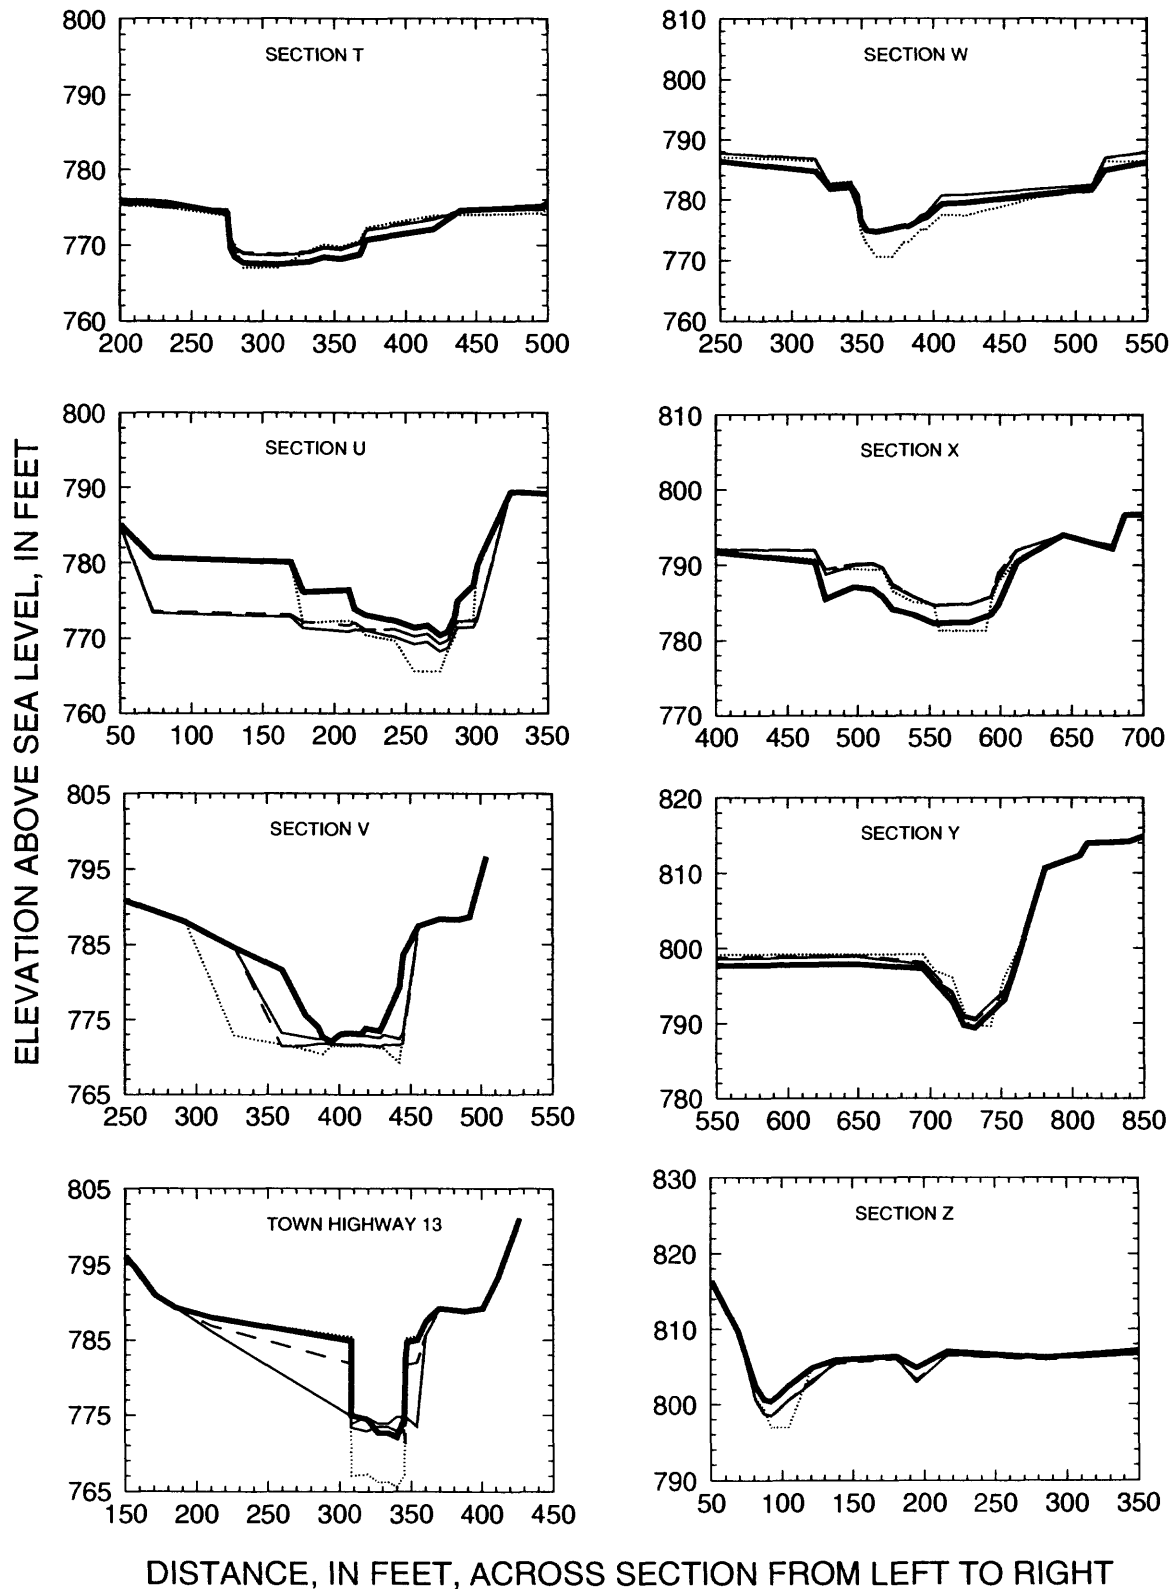 ELEVATION ABOVE SEA LEVEL, IN FEET
SECTION T
800
790
780
770
760
200 250 300 350 400 450 500
SECTION W
810
800
790
780
770
760
250 300 350 400 450 500 550
SECTION U
800
790
780
770
760
50 100 150 200 250 300 350
SECTION X
810
800
790
780
770
400 450 500 550 600 650 700
SECTION V
805
795
785
775
765
250 300 350 400 450 500 550
SECTION Y
820
810
800
790
780
550 600 650 700 750 800 850
TOWN HIGHWAY 13
805
795
785
775
765
150 200 250 300 350 400 450
SECTION Z
830
820
810
800
790
50 100 150 200 250 300 350
DISTANCE, IN FEET, ACROSS SECTION FROM LEFT TO RIGHT